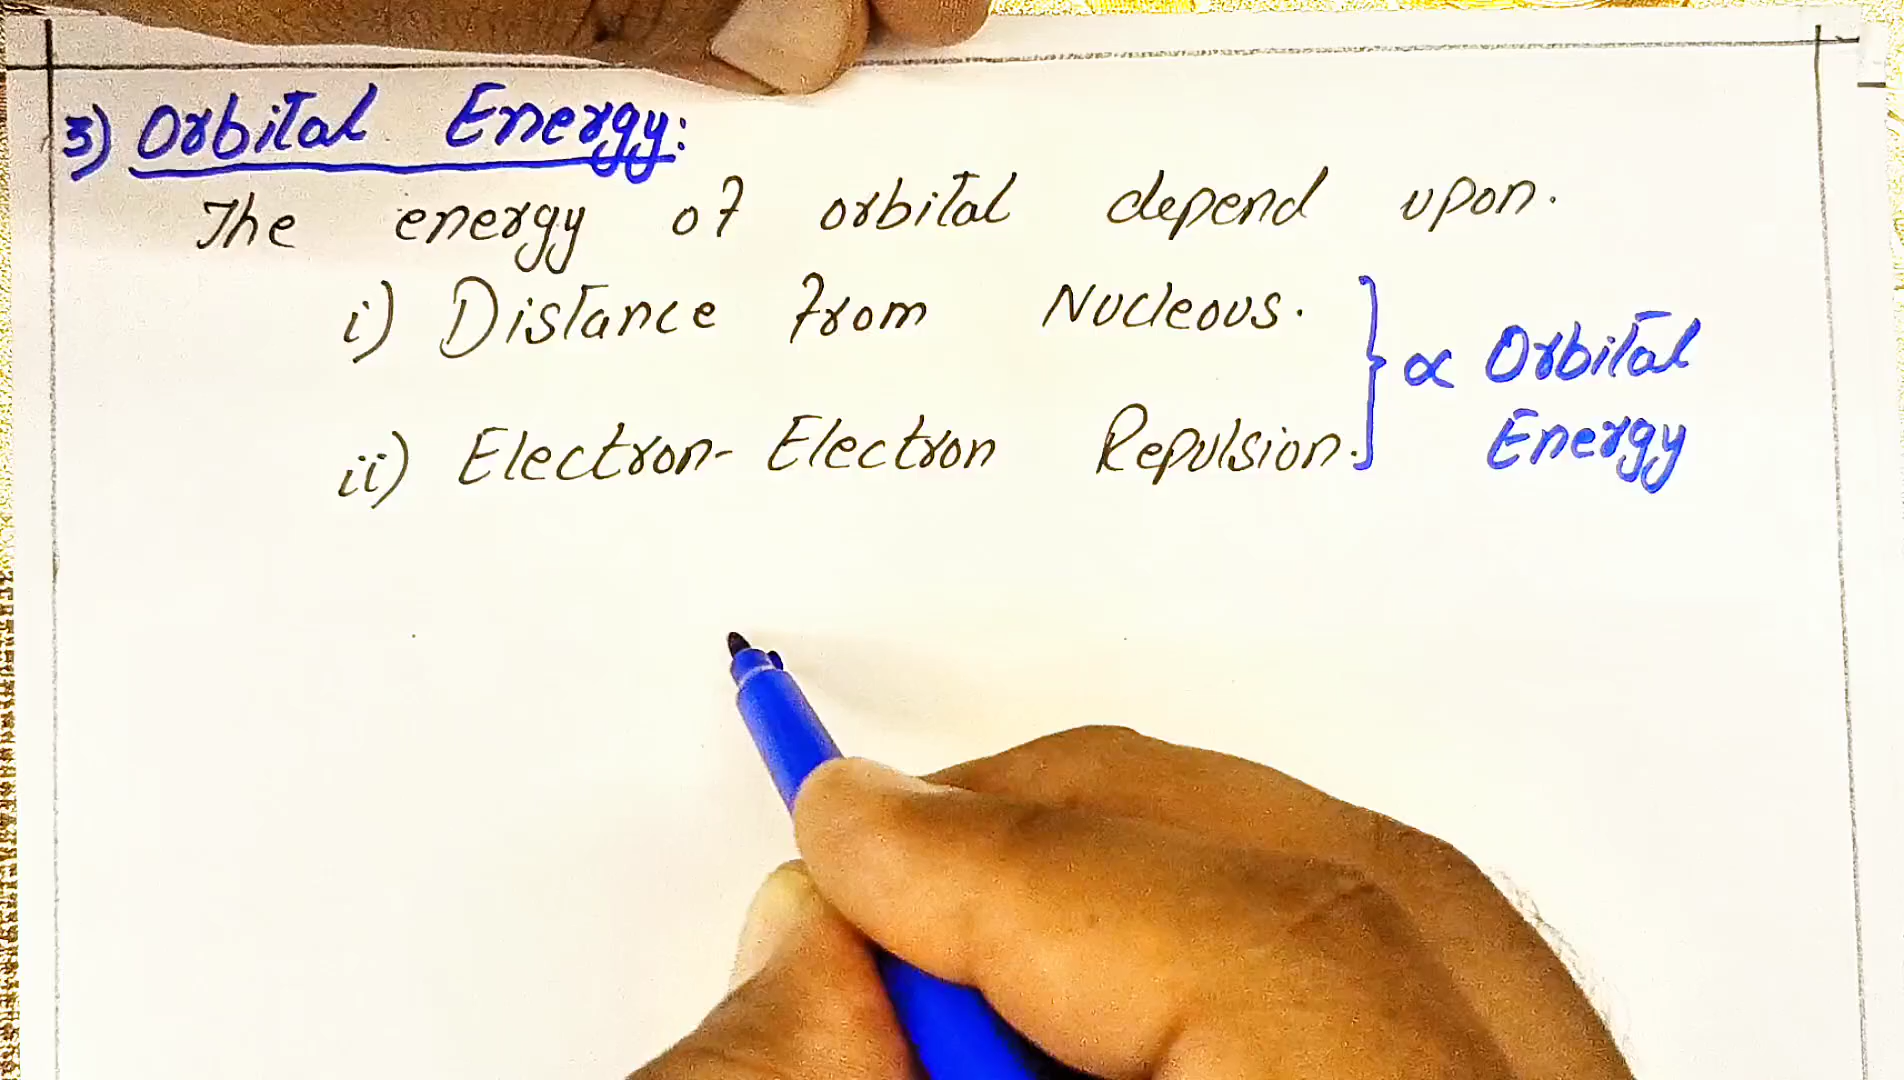 3) Orbital Energy:
The energy of orbital depend upon.
i) Distance from Nucleous.
ii) Electron-Electron Repulsion.
∝ Orbital
Energy